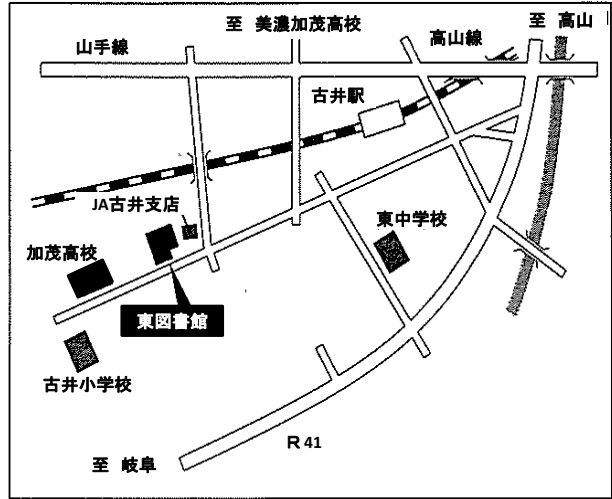 至 美濃加茂高校
至 高山
山手線
高山線
古井駅
JA古井支店
東中学校
加茂高校
東図書館
古井小学校
R 41
至 岐阜